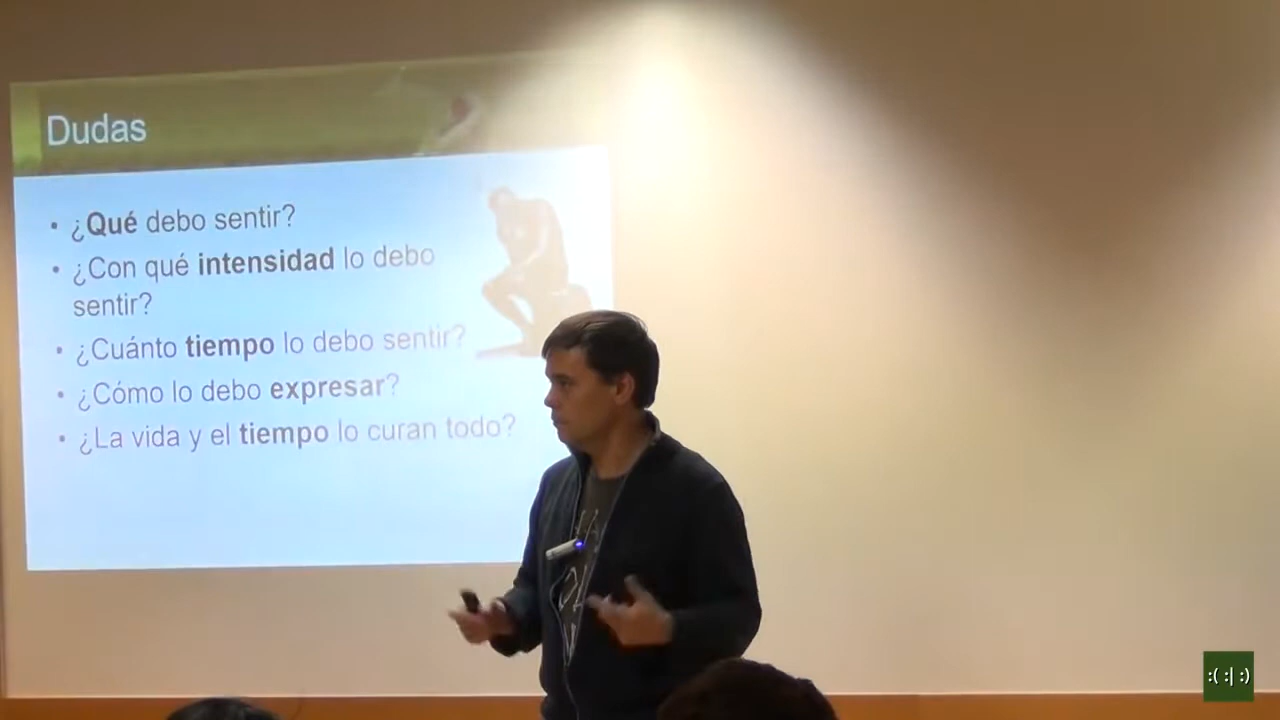 Dudas
• ¿Qué debo sentir?
• ¿Con qué intensidad lo debo
sentir?
• ¿Cuánto tiempo lo debo sentir?
• ¿Cómo lo debo expresar?
• ¿La vida y el tiempo lo curan todo?
:( :| :)